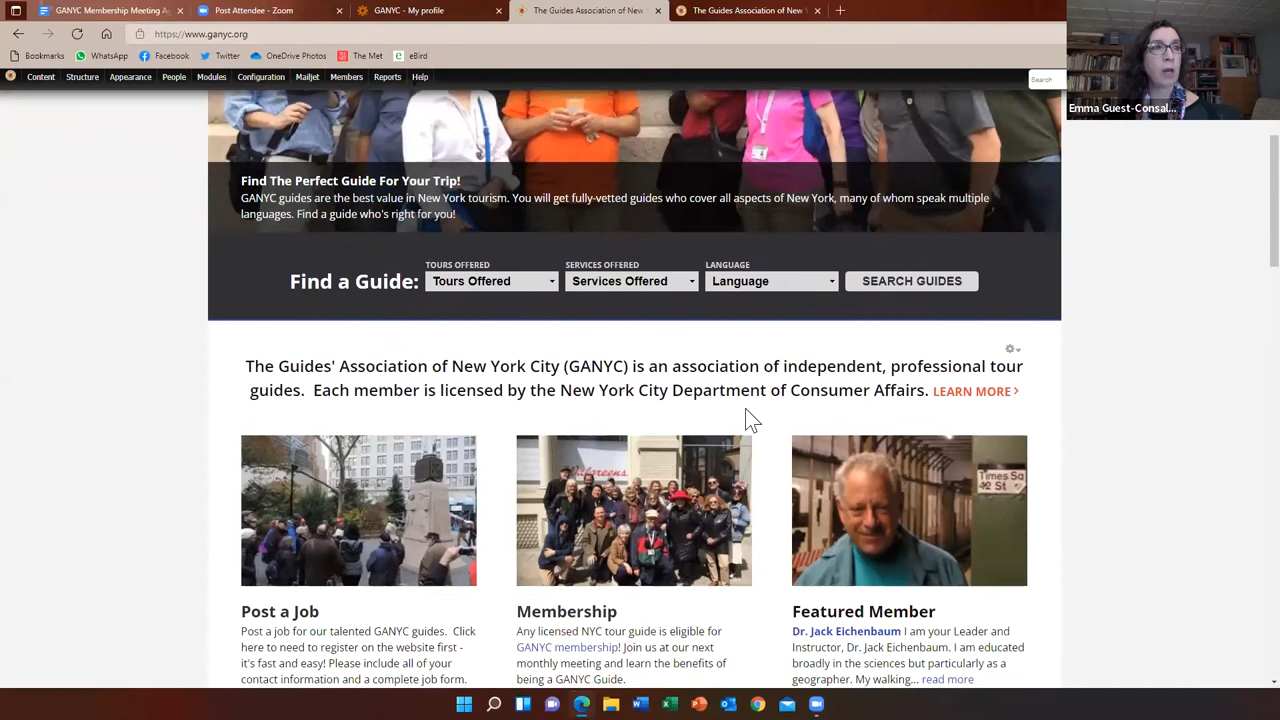 GANYC Membership Meeting Ag
Post Attendee - Zoom
GANYC - My profile
The Guides Association of New Y
The Guides Association of New Y
https://www.ganyc.org
Bookmarks WhatsApp Facebook Twitter OneDrive Photos The Met eBird
Content Structure Appearance People Modules Configuration Mailjet Members Reports Help
Search
Emma Guest-Consal...
Find The Perfect Guide For Your Trip!
GANYC guides are the best value in New York tourism. You will get fully-vetted guides who cover all aspects of New York, many of whom speak multiple
languages. Find a guide who's right for you!
TOURS OFFERED SERVICES OFFERED LANGUAGE
Find a Guide: Tours Offered Services Offered Language SEARCH GUIDES
The Guides' Association of New York City (GANYC) is an association of independent, professional tour
guides. Each member is licensed by the New York City Department of Consumer Affairs. LEARN MORE >
Walgreens
Times Sq
42 St
Post a Job
Post a job for our talented GANYC guides. Click
here to need to register on the website first -
it's fast and easy! Please include all of your
contact information and a complete job form.
Membership
Any licensed NYC tour guide is eligible for
GANYC membership! Join us at our next
monthly meeting and learn the benefits of
being a GANYC Guide.
Featured Member
Dr. Jack Eichenbaum I am your Leader and
Instructor, Dr. Jack Eichenbaum. I am educated
broadly in the sciences but particularly as a
geographer. My walking... read more